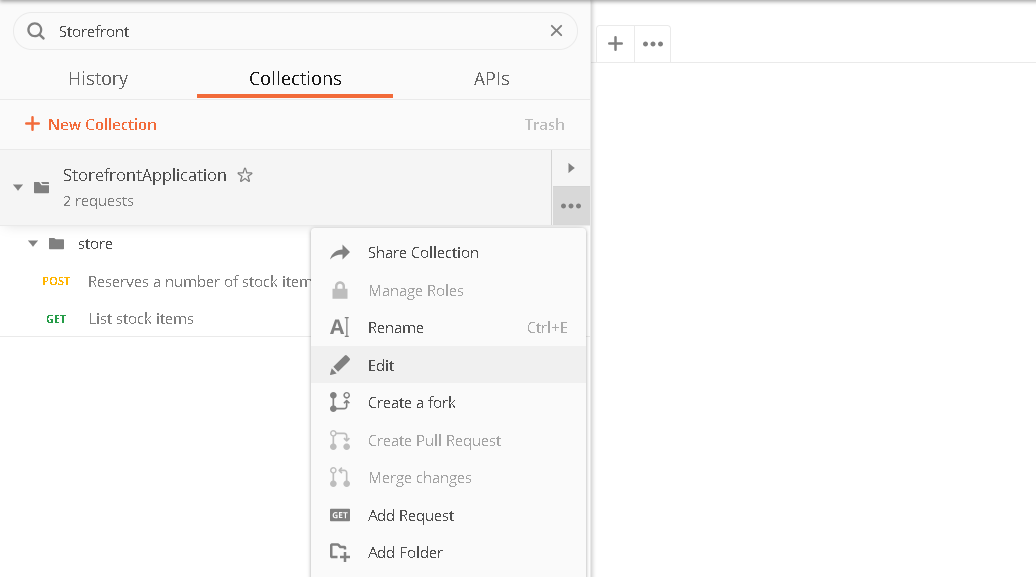 Storefront
History
Collections
APIs
New Collection
Trash
StorefrontApplication
2 requests
store
POST Reserves a number of stock item
GET List stock items
Share Collection
Manage Roles
Rename Ctrl+E
Edit
Create a fork
Create Pull Request
Merge changes
GET Add Request
Add Folder